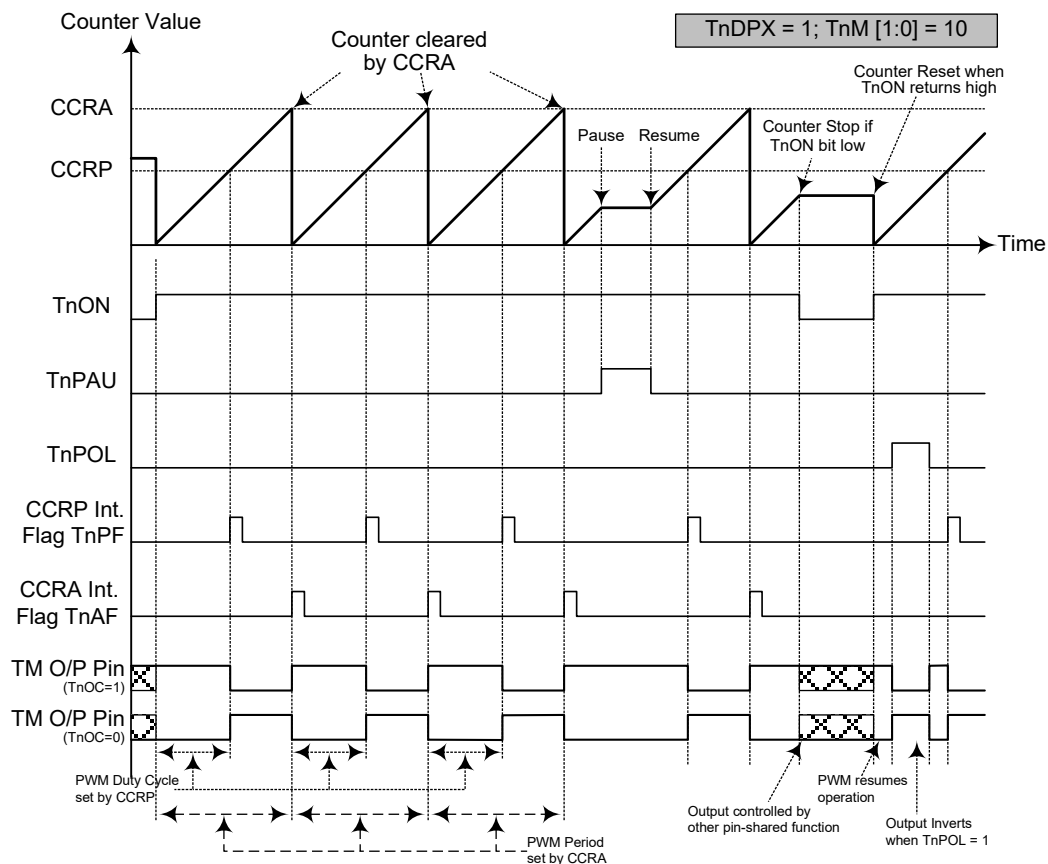 Counter Value
TnDPX = 1; TnM [1:0] = 10
Counter cleared
by CCRA
Counter Reset when
TnON returns high
CCRA
Pause
Resume
Counter Stop if
TnON bit low
CCRP
Time
TnON
TnPAU
TnPOL
CCRP Int.
Flag TnPF
CCRA Int.
Flag TnAF
TM O/P Pin
(TnOC=1)
TM O/P Pin
(TnOC=0)
PWM Duty Cycle
set by CCRP
PWM resumes
operation
Output controlled by
other pin-shared function
Output Inverts
when TnPOL = 1
PWM Period
set by CCRA